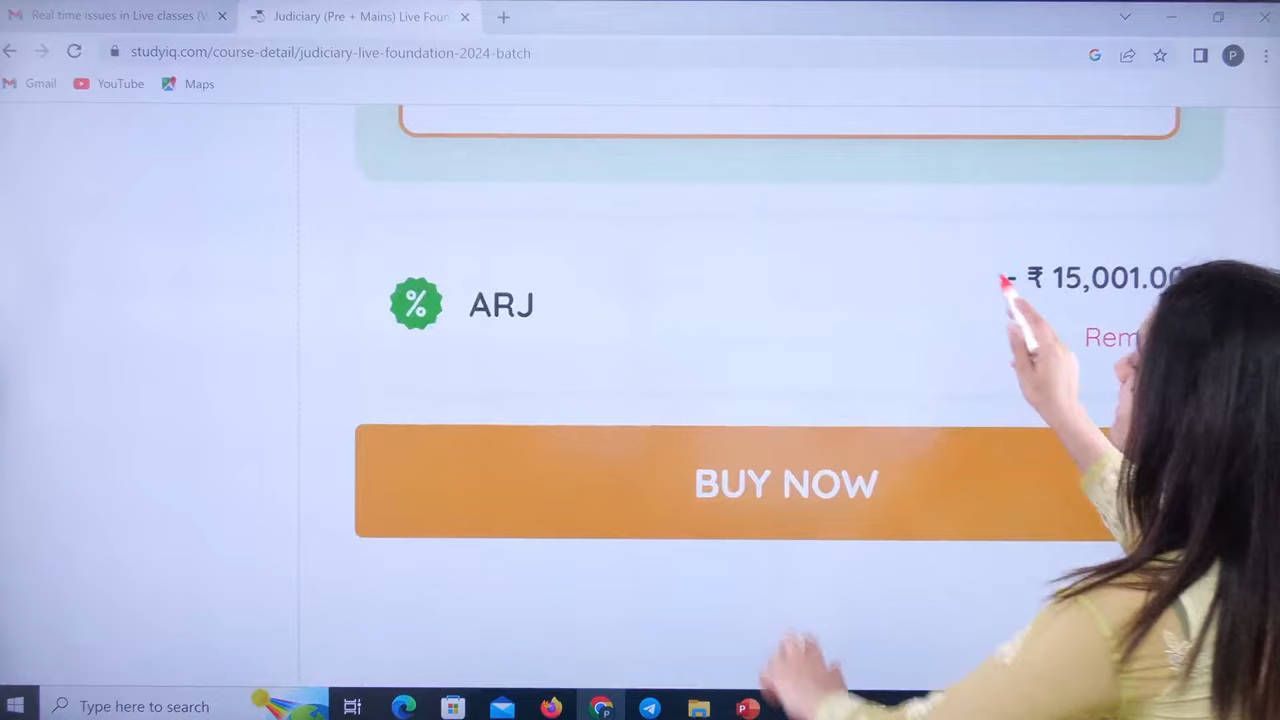 Real time issues in Live classes (V
Judiciary (Pre + Mains) Live Foun
studyiq.com/course-detail/judiciary-live-foundation-2024-batch
G
P
Gmail
YouTube
Maps
%
ARJ
- ₹ 15,001.00
Rem
BUY NOW
Type here to search